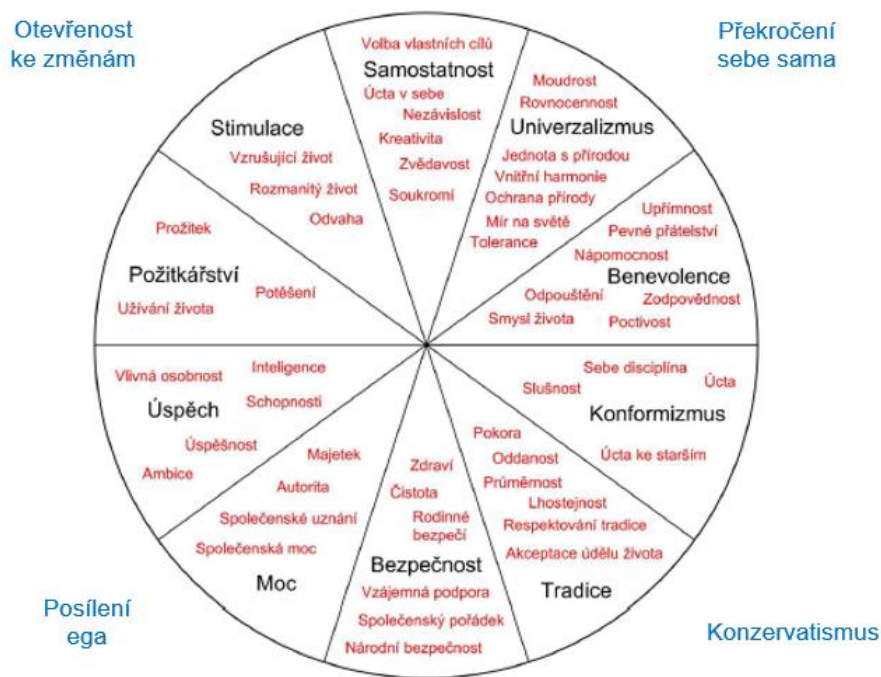 Otevřenost
ke změnám
Překročení
sebe sama
Volba vlastních cílů
Samostatnost
Úcta v sebe
Nezávislost
Kreativita
Zvědavost
Soukromí
Moudrost
Rovnocennost
Univerzalizmus
Jednota s přírodou
Vnitřní harmonie
Ochrana přírody
Mír na světě
Tolerance
Stimulace
Vzrušující život
Rozmanitý život
Odvaha
Upřímnost
Pevné přátelství
Nápomocnost
Benevolence
Odpouštění
Zodpovědnost
Smysl života
Poctivost
Prožitek
Požitkářství
Potěšení
Užívání života
Vlivná osobnost
Inteligence
Úspěch
Schopnosti
Úspěšnost
Ambice
Sebe disciplína
Úcta
Slušnost
Konformizmus
Úcta ke starším
Majetek
Autorita
Společenské uznání
Společenská moc
Moc
Zdraví
Čistota
Rodinné
bezpečí
Bezpečnost
Vzájemná podpora
Společenský pořádek
Národní bezpečnost
Pokora
Oddanost
Průměrnost
Lhostejnost
Respektování tradice
Akceptace údělu života
Tradice
Posílení
ega
Konzervatismus